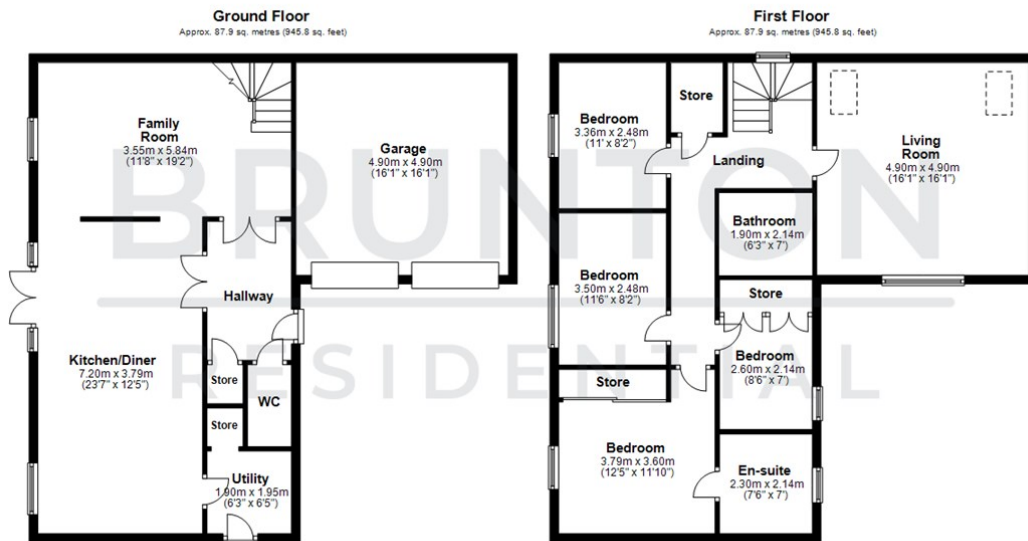 Ground Floor
Approx. 87.9 sq. metres (945.8 sq. feet)
Family
Room
3.55m x 5.84m
(11'8" x 19'2")
Garage
4.90m x 4.90m
(16'1" x 16'1")
Hallway
Kitchen/Diner
7.20m x 3.79m
(23'7" x 12'5")
Store
WC
Store
Utility
1.90m x 1.95m
(6'3" x 6'5")
First Floor
Approx. 87.9 sq. metres (945.8 sq. feet)
Bedroom
3.36m x 2.48m
(11' x 8'2")
Store
Landing
Living
Room
4.90m x 4.90m
(16'1" x 16'1")
Bathroom
1.90m x 2.14m
(6'3" x 7')
Bedroom
3.50m x 2.48m
(11'6" x 8'2")
Store
Bedroom
2.60m x 2.14m
(8'6" x 7')
Store
Bedroom
3.79m x 3.60m
(12'5" x 11'10")
En-suite
2.30m x 2.14m
(7'6" x 7')
BRUNTON
RESIDENTIAL